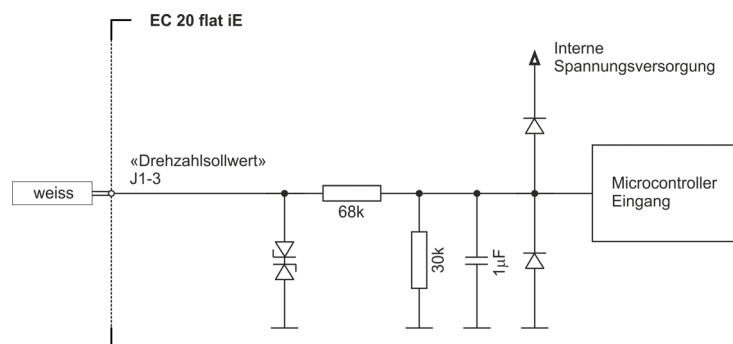 EC 20 flat iE
Interne
Spannungsversorgung
«Drehzahlsollwert»
J1-3
weiss
68k
30k
1µF
Microcontroller
Eingang